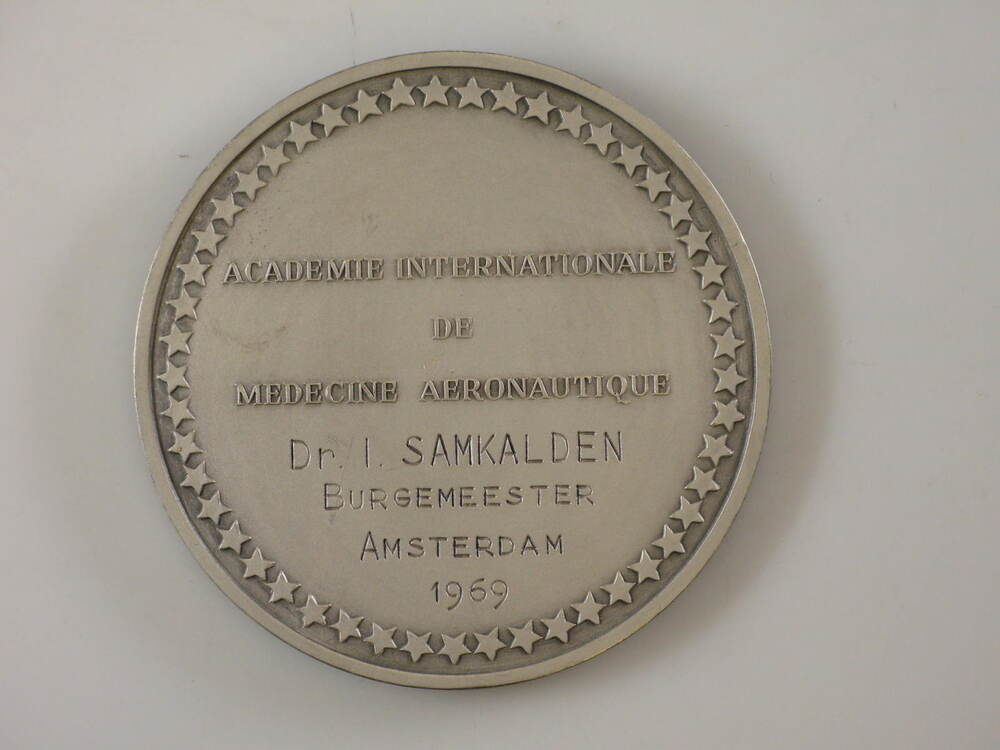 ACADEMIE INTERNATIONALE
DE
MEDECINE AERONAUTIQUE
Dr. I. SAMKALDEN
BURGEMEESTER
AMSTERDAM
1969